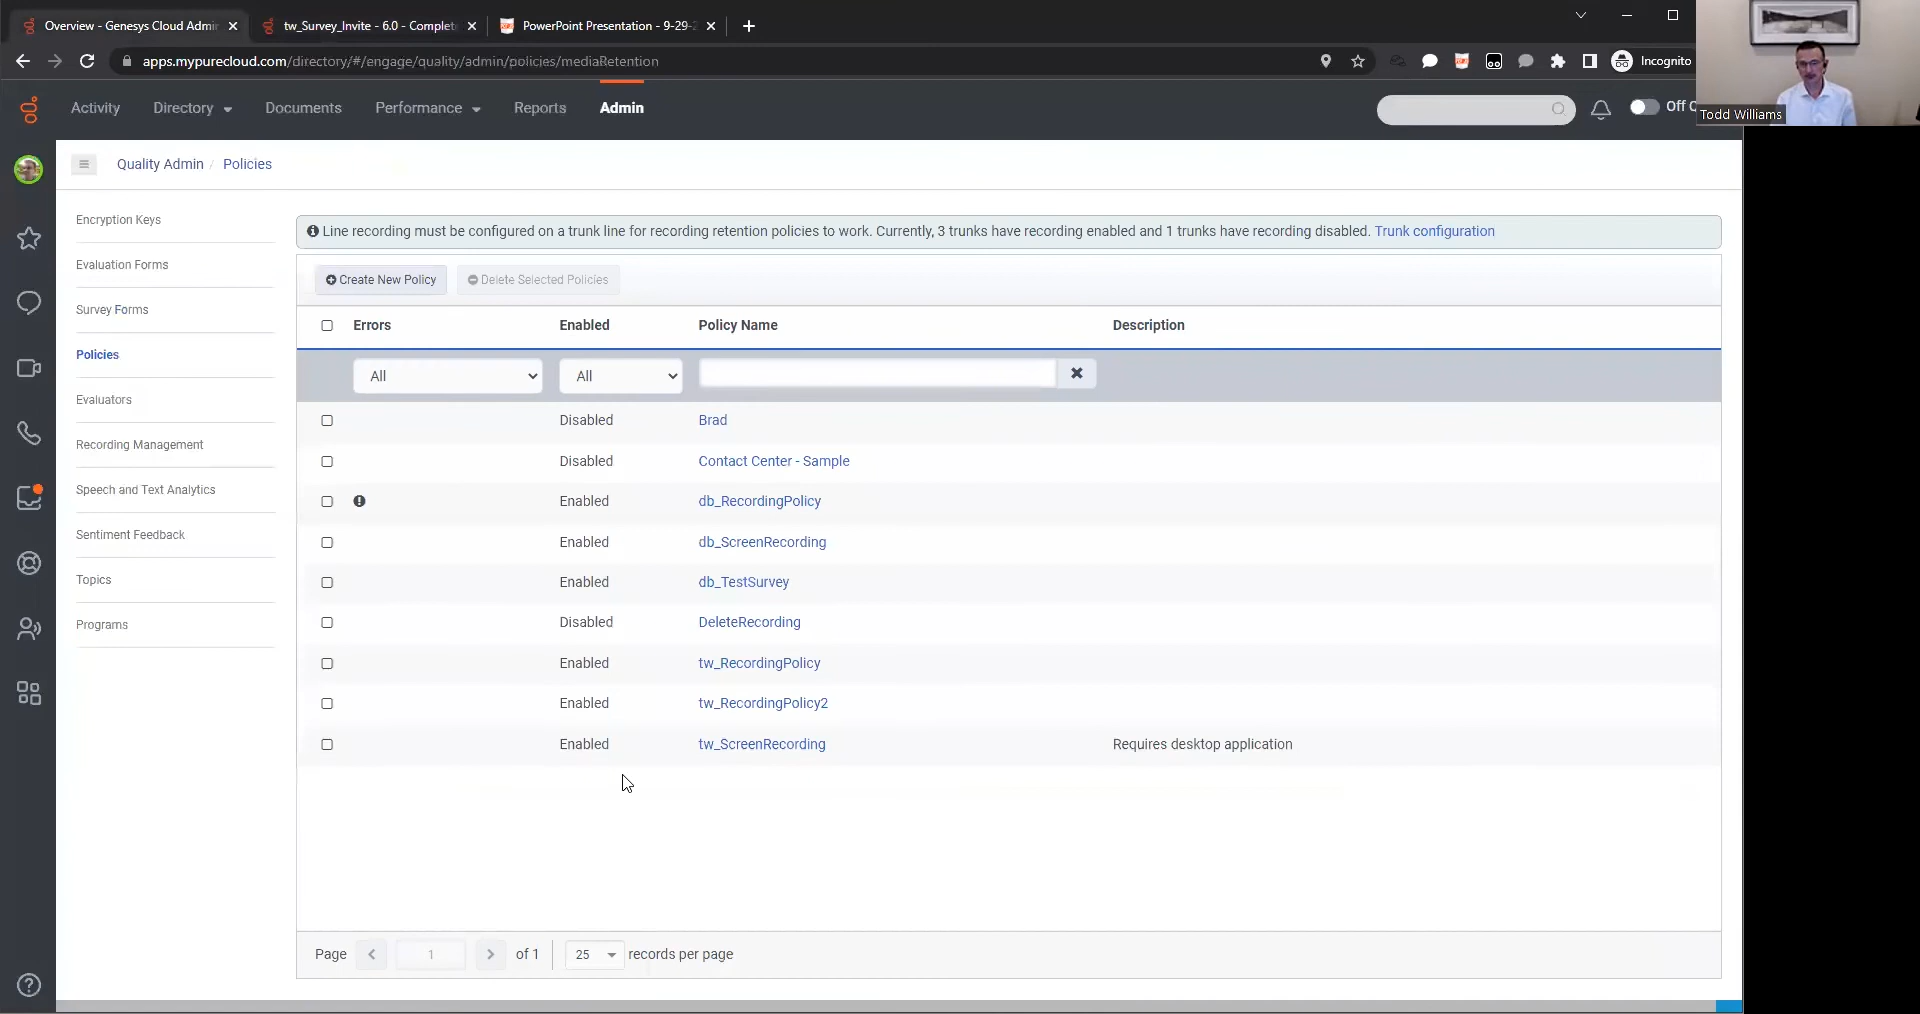 Overview - Genesys Cloud Admi
tw_Survey_Invite - 6.0 - Complet
PowerPoint Presentation - 9-29-2
apps.mypurecloud.com/directory/#/engage/quality/admin/policies/mediaRetention
Incognito
Activity
Directory
Documents
Performance
Reports
Admin
Off
Todd Williams
Quality Admin / Policies
Encryption Keys
Evaluation Forms
Survey Forms
Policies
Evaluators
Recording Management
Speech and Text Analytics
Sentiment Feedback
Topics
Programs
Line recording must be configured on a trunk line for recording retention policies to work. Currently, 3 trunks have recording enabled and 1 trunks have recording disabled. Trunk configuration
Create New Policy
Delete Selected Policies
Errors Enabled Policy Name Description
All All
Disabled Brad
Disabled Contact Center - Sample
Enabled db_RecordingPolicy
Enabled db_ScreenRecording
Enabled db_TestSurvey
Disabled DeleteRecording
Enabled tw_RecordingPolicy
Enabled tw_RecordingPolicy2
Enabled tw_ScreenRecording Requires desktop application
Page 1 of 1 25 records per page